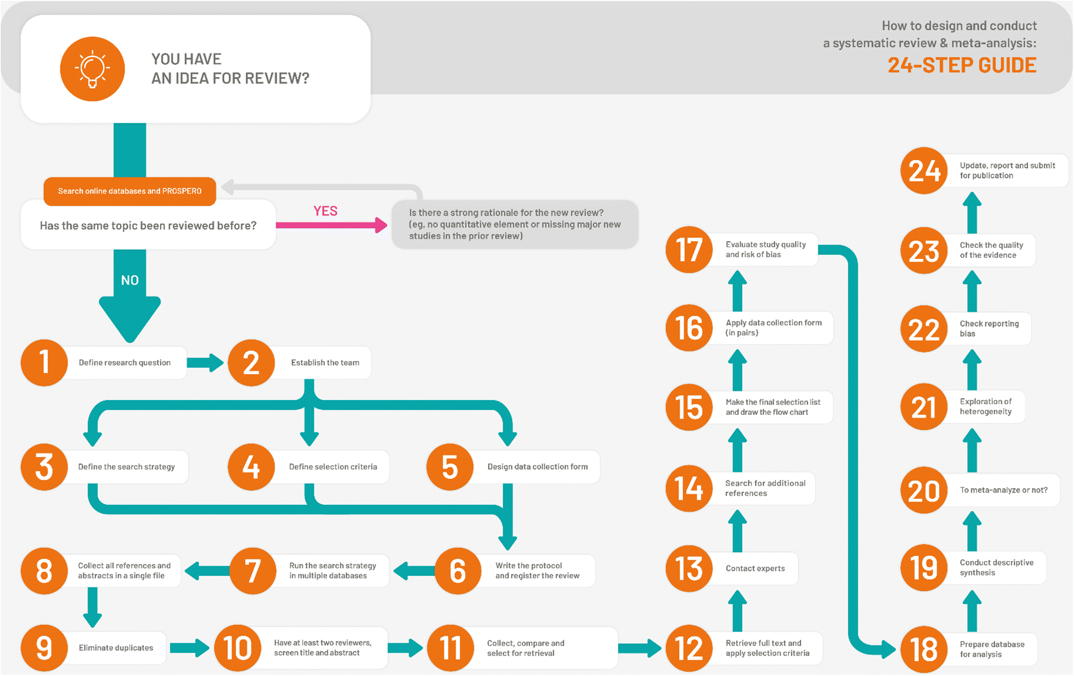 How to design and conduct
a systematic review & meta-analysis:
24-STEP GUIDE
YOU HAVE
AN IDEA FOR REVIEW?
Search online databases and PROSPERO
Has the same topic been reviewed before?
YES
Is there a strong rationale for the new review?
(eg. no quantitative element or missing major new
studies in the prior review)
NO
1
Define research question
2
Establish the team
3
Define the search strategy
4
Define selection criteria
5
Design data collection form
6
Write the protocol
and register the review
7
Run the search strategy
in multiple databases
8
Collect all references and
abstracts in a single file
9
Eliminate duplicates
10
Have at least two reviewers,
screen title and abstract
11
Collect, compare and
select for retrieval
12
Retrieve full text and
apply selection criteria
13
Contact experts
14
Search for additional
references
15
Make the final selection list
and draw the flow chart
16
Apply data collection form
(in pairs)
17
Evaluate study quality
and risk of bias
18
Prepare database
for analysis
19
Conduct descriptive
synthesis
20
To meta-analyze or not?
21
Exploration of
heterogeneity
22
Check reporting
bias
23
Check the quality
of the evidence
24
Update, report and submit
for publication